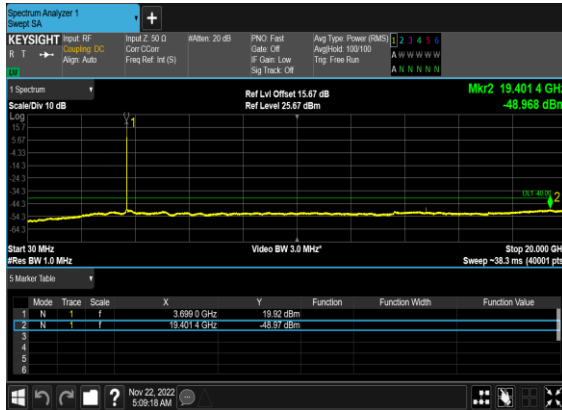 Spectrum Analyzer 1
Swept SA
+
KEYSIGHT Input: RF Input Z: 50 Ω #Atten: 20 dB PNO: Fast Avg Type: Power (RMS) 1 2 3 4 5 6
R T Coupling: DC Corr CCorr Gate: Off Avg|Hold: 100/100 A W W W W W
Align: Auto Freq Ref: Int (S) IF Gain: Low Trig: Free Run
Sig Track: Off A N N N N N
1 Spectrum Ref Lvl Offset 15.67 dB Mkr2 19.401 4 GHz
Scale/Div 10 dB Ref Level 25.67 dBm -48.968 dBm
Log
15.7
5.67
-4.33
-14.3
-24.3
-34.3
-44.3
-54.3
-64.3
1
2
Start 30 MHz Video BW 3.0 MHz* Stop 20.000 GH
#Res BW 1.0 MHz Sweep ~38.3 ms (40001 pts
5 Marker Table
Mode Trace Scale X Y Function Function Width Function Value
1 N 1 f 3.699 0 GHz 19.92 dBm
2 N 1 f 19.401 4 GHz -48.97 dBm
3
4
5
6
? Nov 22, 2022
5:09:18 AM